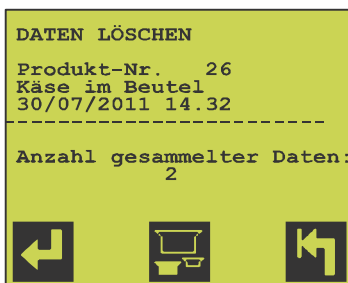 DATEN LÖSCHEN
Produkt-Nr. 26
Käse im Beutel
30/07/2011 14.32
Anzahl gesammelter Daten:
2